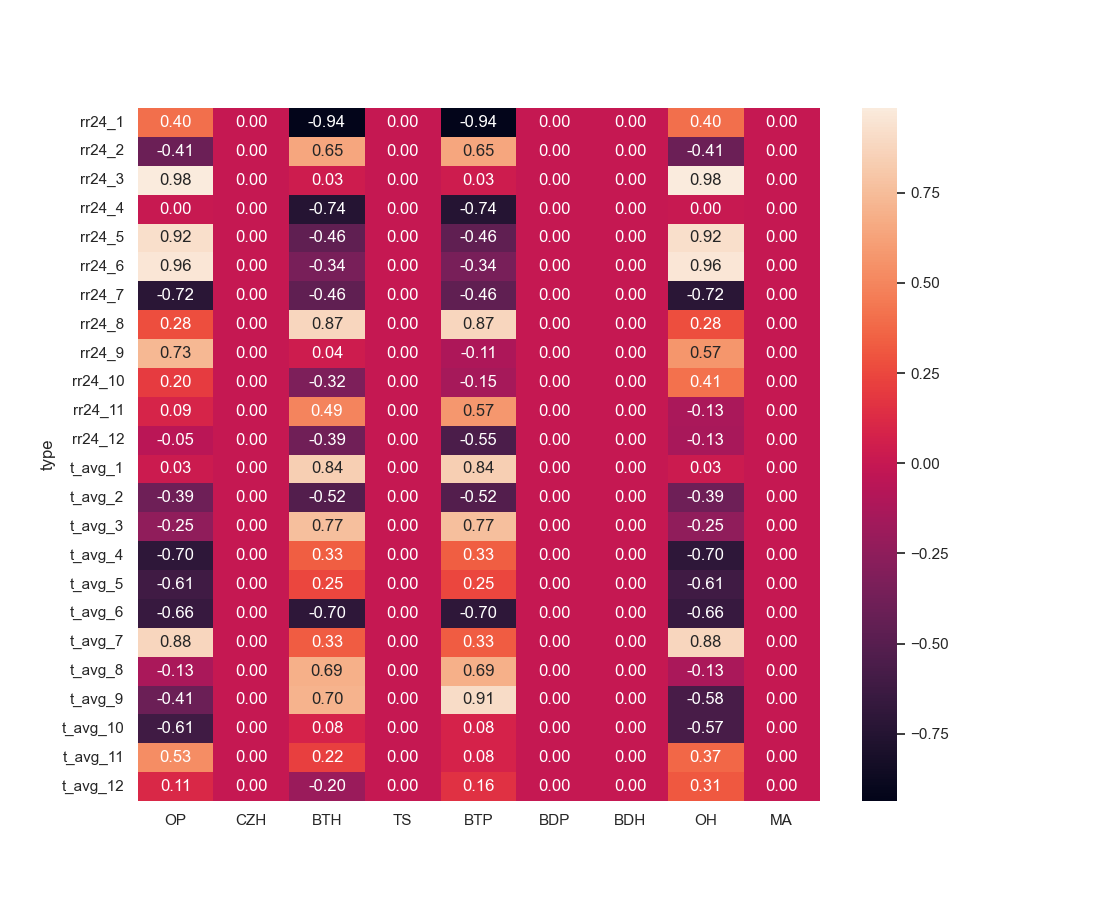 rr24_1 0.40 0.00 -0.94 0.00 -0.94 0.00 0.00 0.40 0.00
rr24_2 -0.41 0.00 0.65 0.00 0.65 0.00 0.00 -0.41 0.00
rr24_3 0.98 0.00 0.03 0.00 0.03 0.00 0.00 0.98 0.00
0.75
rr24_4 0.00 0.00 -0.74 0.00 -0.74 0.00 0.00 0.00 0.00
rr24_5 0.92 0.00 -0.46 0.00 -0.46 0.00 0.00 0.92 0.00
rr24_6 0.96 0.00 -0.34 0.00 -0.34 0.00 0.00 0.96 0.00
0.50
rr24_7 -0.72 0.00 -0.46 0.00 -0.46 0.00 0.00 -0.72 0.00
rr24_8 0.28 0.00 0.87 0.00 0.87 0.00 0.00 0.28 0.00
rr24_9 0.73 0.00 0.04 0.00 -0.11 0.00 0.00 0.57 0.00
0.25
rr24_10 0.20 0.00 -0.32 0.00 -0.15 0.00 0.00 0.41 0.00
rr24_11 0.09 0.00 0.49 0.00 0.57 0.00 0.00 -0.13 0.00
rr24_12 -0.05 0.00 -0.39 0.00 -0.55 0.00 0.00 -0.13 0.00
type
0.00
t_avg_1 0.03 0.00 0.84 0.00 0.84 0.00 0.00 0.03 0.00
t_avg_2 -0.39 0.00 -0.52 0.00 -0.52 0.00 0.00 -0.39 0.00
t_avg_3 -0.25 0.00 0.77 0.00 0.77 0.00 0.00 -0.25 0.00
−0.25
t_avg_4 -0.70 0.00 0.33 0.00 0.33 0.00 0.00 -0.70 0.00
t_avg_5 -0.61 0.00 0.25 0.00 0.25 0.00 0.00 -0.61 0.00
t_avg_6 -0.66 0.00 -0.70 0.00 -0.70 0.00 0.00 -0.66 0.00
−0.50
t_avg_7 0.88 0.00 0.33 0.00 0.33 0.00 0.00 0.88 0.00
t_avg_8 -0.13 0.00 0.69 0.00 0.69 0.00 0.00 -0.13 0.00
t_avg_9 -0.41 0.00 0.70 0.00 0.91 0.00 0.00 -0.58 0.00
t_avg_10 -0.61 0.00 0.08 0.00 0.08 0.00 0.00 -0.57 0.00
−0.75
t_avg_11 0.53 0.00 0.22 0.00 0.08 0.00 0.00 0.37 0.00
t_avg_12 0.11 0.00 -0.20 0.00 0.16 0.00 0.00 0.31 0.00
OP CZH BTH TS BTP BDP BDH OH MA